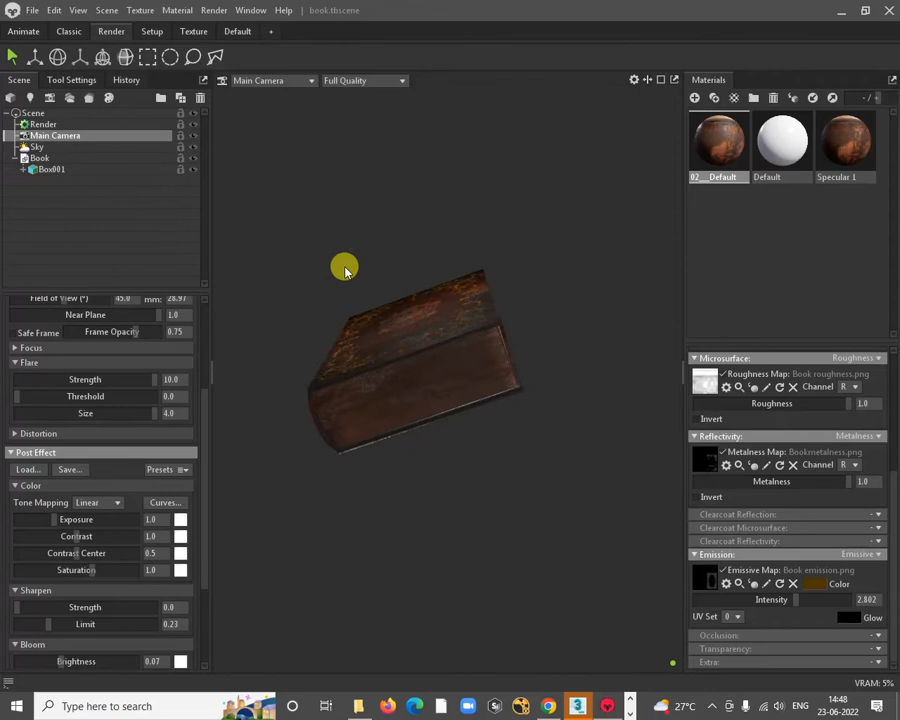 File Edit View Scene Texture Material Render Window Help book.tbscene
Animate Classic Render Setup Texture Default +
Scene Tool Settings History
Main Camera Full Quality
Materials
- /+
Scene
Render
Main Camera
Sky
Book
Box001
02__Default Default Specular 1
Field of View (°) 45.0 mm: 28.97
Near Plane 1.0
Safe Frame Frame Opacity 0.75
Focus
Flare
Strength 10.0
Threshold 0.0
Size 4.0
Distortion
Post Effect
Load... Save... Presets
Color
Tone Mapping Linear Curves...
Exposure 1.0
Contrast 1.0
Contrast Center 0.5
Saturation 1.0
Sharpen
Strength 0.0
Limit 0.23
Bloom
Brightness 0.07
Microsurface: Roughness
Roughness Map: Book roughness.png
Channel R
Roughness 1.0
Invert
Reflectivity: Metalness
Metalness Map: Bookmetalness.png
Channel R
Metalness 1.0
Invert
Clearcoat Reflection:
Clearcoat Microsurface:
Clearcoat Reflectivity:
Emission: Emissive
Emissive Map: Book emission.png
Color
Intensity 2.802
UV Set 0 Glow
Occlusion:
Transparency:
Extra:
VRAM: 5%
Type here to search
27°C ENG 14:48 23-06-2022